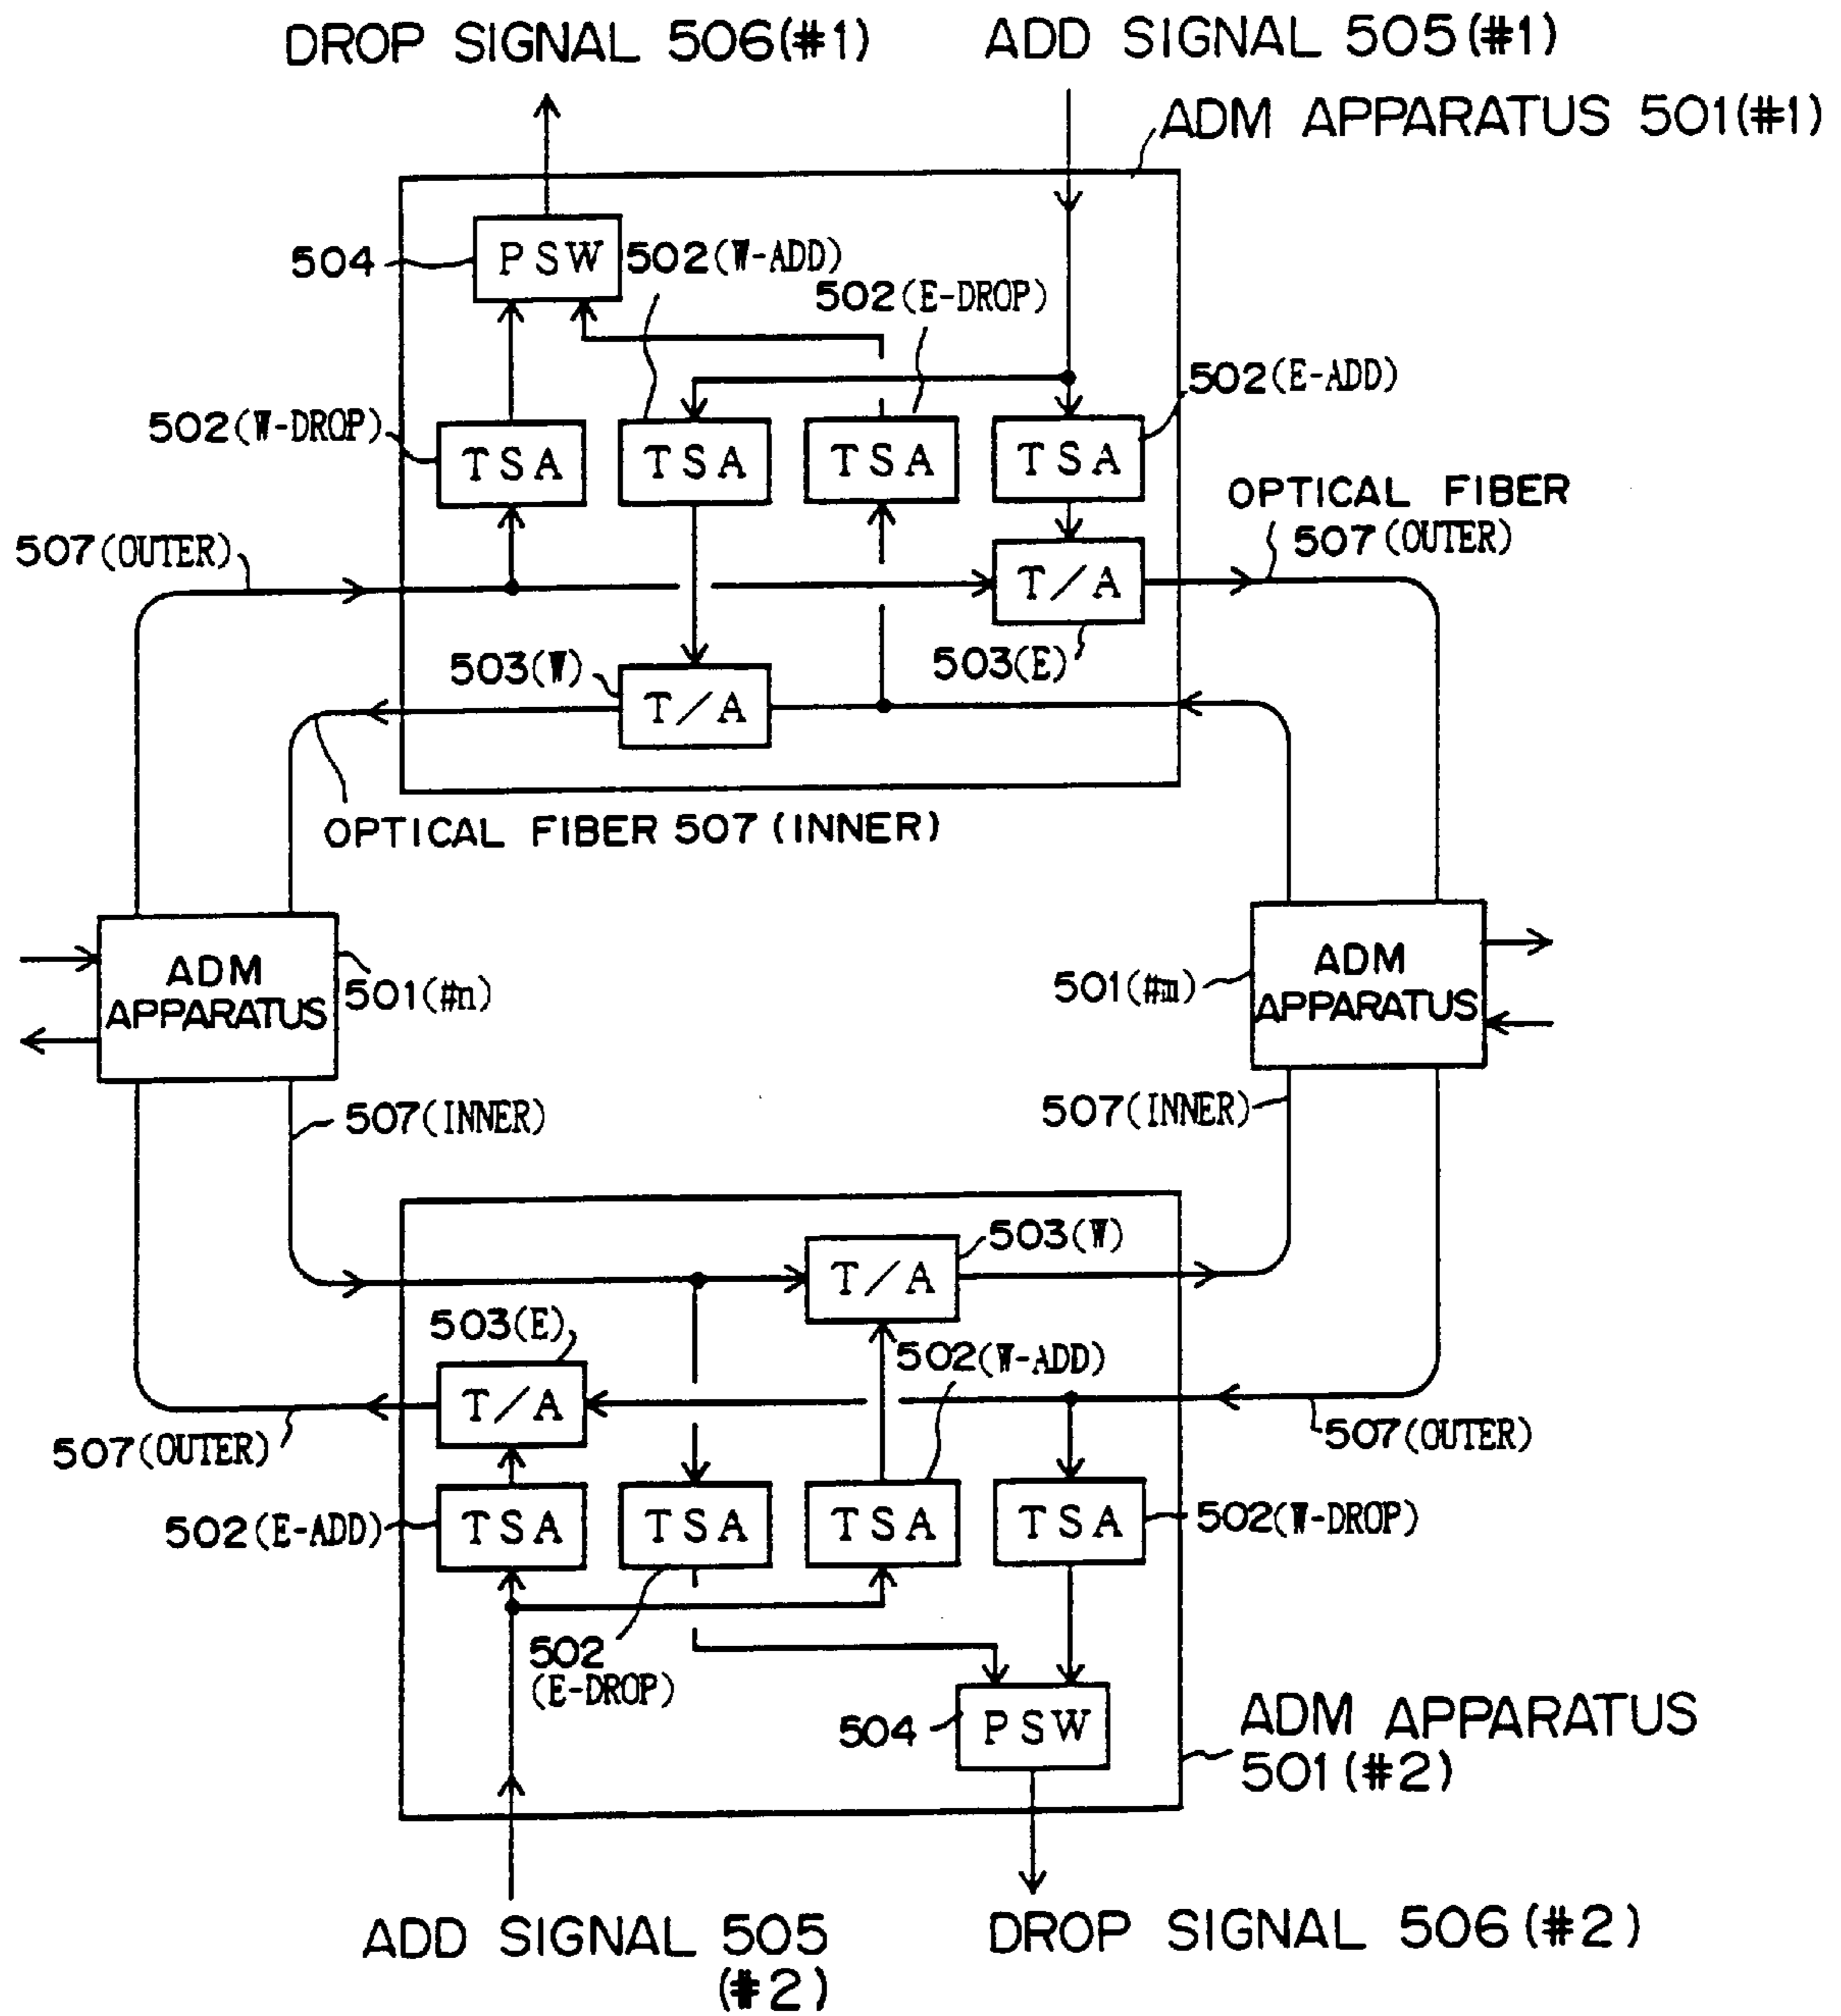 DROP SIGNAL 506(#1)
ADD SIGNAL 505(#1)
ADM APPARATUS 501(#1)
504
PSW
502(W-ADD)
502(E-DROP)
502(E-ADD)
502(W-DROP)
TSA
TSA
TSA
TSA
OPTICAL FIBER
507(OUTER)
507(OUTER)
T/A
503(W)
503(E)
T/A
OPTICAL FIBER 507(INNER)
ADM
APPARATUS
501(#n)
501(#m)
ADM
APPARATUS
507(INNER)
507(INNER)
503(W)
T/A
503(E)
502(W-ADD)
T/A
507(OUTER)
507(OUTER)
502(E-ADD)
TSA
TSA
TSA
TSA
502(W-DROP)
502
(E-DROP)
504
PSW
ADM APPARATUS
501(#2)
ADD SIGNAL 505
(#2)
DROP SIGNAL 506(#2)